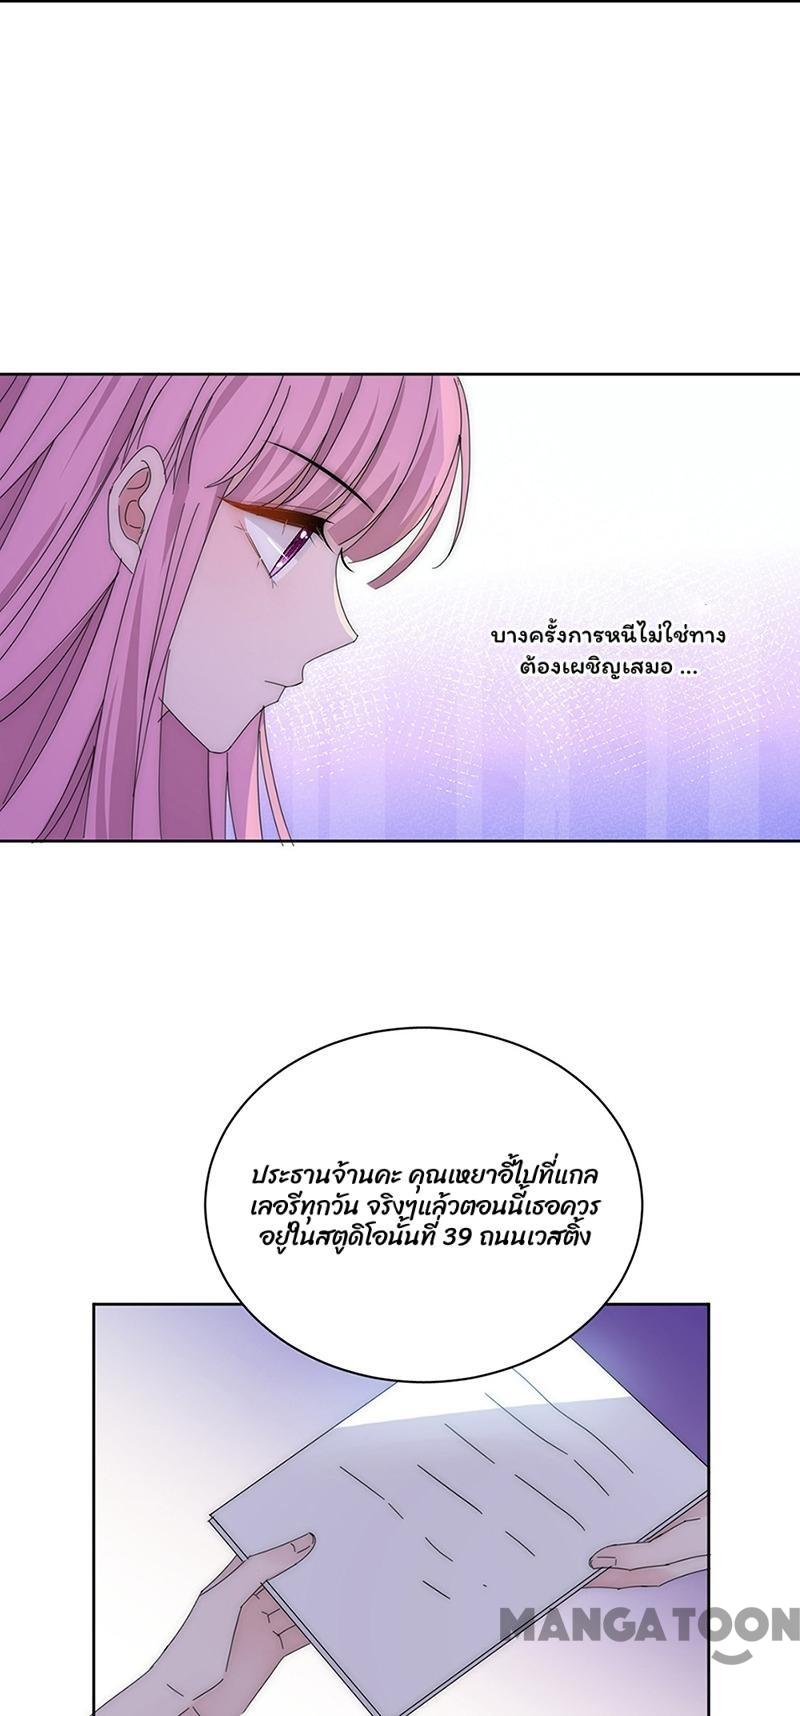 บางครั้งการหนีไม่ใช่ทาง
ต้องเผชิญเสมอ ...
ประธานจ้านคะ คุณเหยาอี้ไปที่แกล
เลอรีทุกวัน จริงๆแล้วตอนนี้เธอควร
อยู่ในสตูดิโอนั้นที่ 39 ถนนเวสติ้ง
MANGATOON